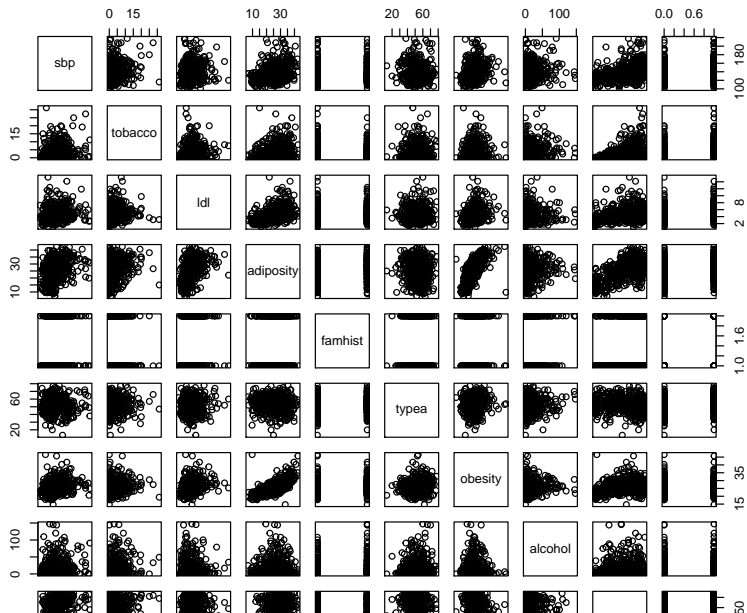 0 15 10 30 20 60 0 100 0.0 0.6
sbp 100 180
0 15 tobacco
ldl 2 8
10 30 adiposity
famhist 1.0 1.6
20 60 typea
obesity 15 35
0 100 alcohol